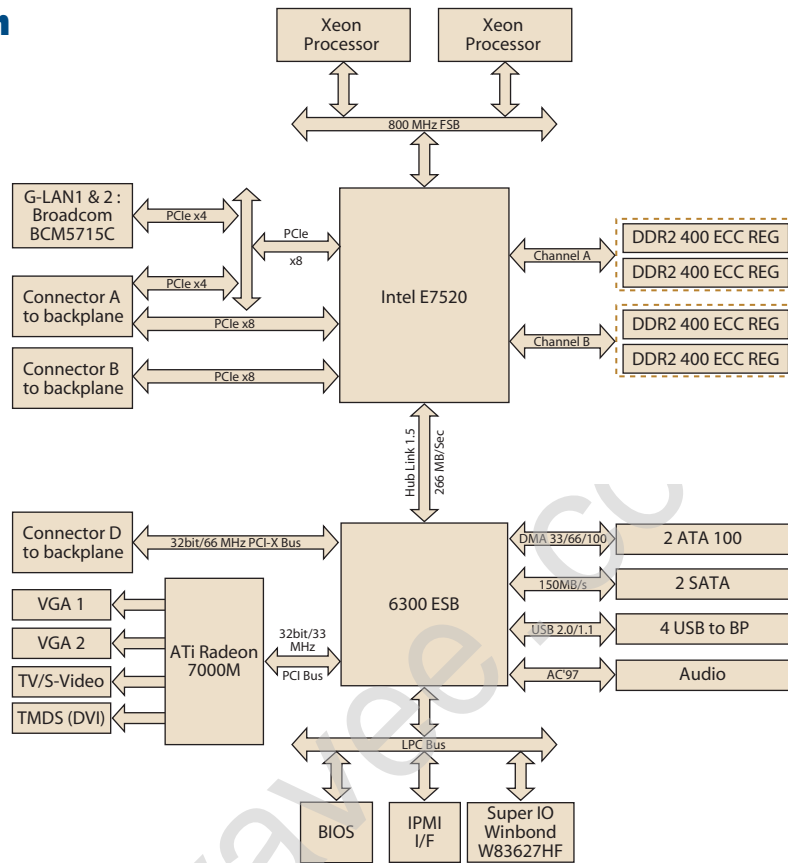 Xeon
Processor
Xeon
Processor
800 MHz FSB
G-LAN1 & 2 :
Broadcom
BCM5715C
PCIe x4
PCIe
x8
Connector A
to backplane
PCIe x4
PCIe x8
Connector B
to backplane
PCIe x8
Intel E7520
Channel A
DDR2 400 ECC REG
DDR2 400 ECC REG
Channel B
DDR2 400 ECC REG
DDR2 400 ECC REG
Hub Link 1.5
266 MB/Sec
Connector D
to backplane
32bit/66 MHz PCI-X Bus
6300 ESB
DMA 33/66/100
2 ATA 100
150MB/s
2 SATA
USB 2.0/1.1
4 USB to BP
AC'97
Audio
VGA 1
VGA 2
TV/S-Video
TMDS (DVI)
ATi Radeon
7000M
32bit/33
MHz
PCI Bus
LPC Bus
BIOS
IPMI
I/F
Super IO
Winbond
W83627HF